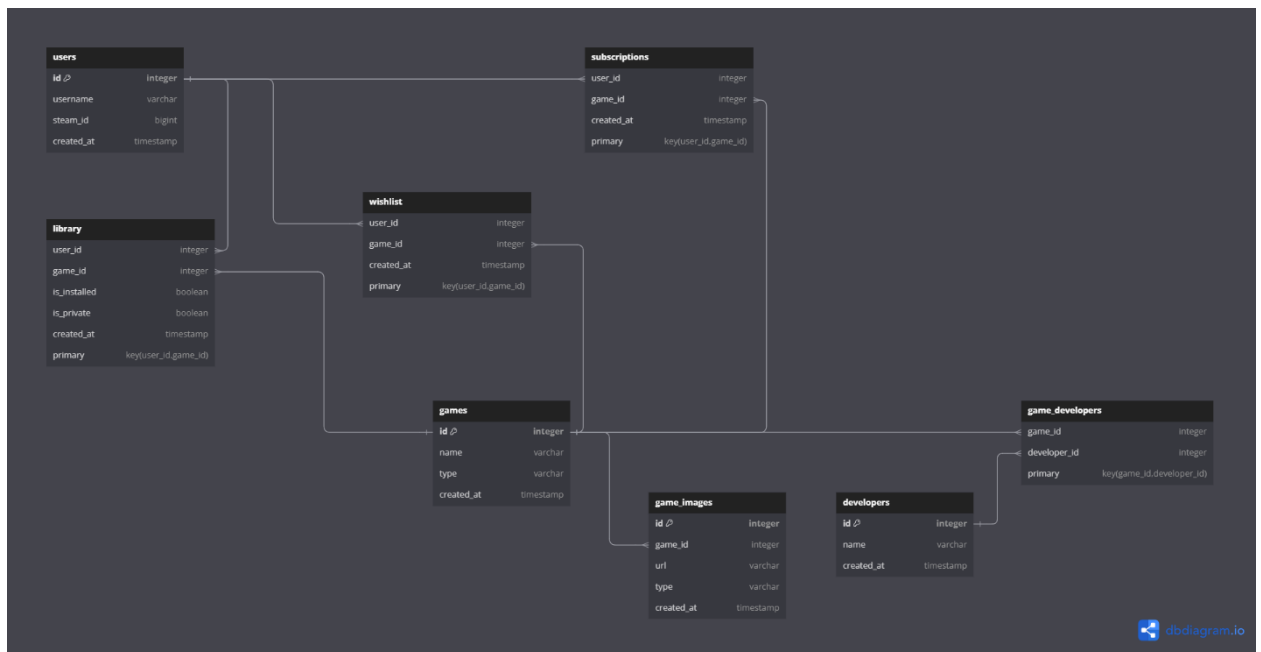 users
id integer
username varchar
steam_id bigint
created_at timestamp
subscriptions
user_id integer
game_id integer
created_at timestamp
primary key(user_id,game_id)
wishlist
user_id integer
game_id integer
created_at timestamp
primary key(user_id,game_id)
library
user_id integer
game_id integer
is_installed boolean
is_private boolean
created_at timestamp
primary key(user_id,game_id)
games
id integer
name varchar
type varchar
created_at timestamp
game_developers
game_id integer
developer_id integer
primary key(game_id,developer_id)
game_images
id integer
game_id integer
url varchar
type varchar
created_at timestamp
developers
id integer
name varchar
created_at timestamp
dbdiagram.io